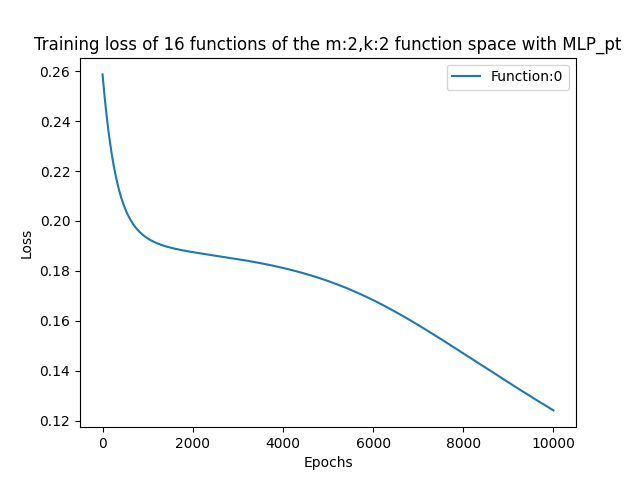 Training loss of 16 functions of the m:2,k:2 function space with MLP_pt
Function:0
Loss
0.26
0.24
0.22
0.20
0.18
0.16
0.14
0.12
0 2000 4000 6000 8000 10000
Epochs